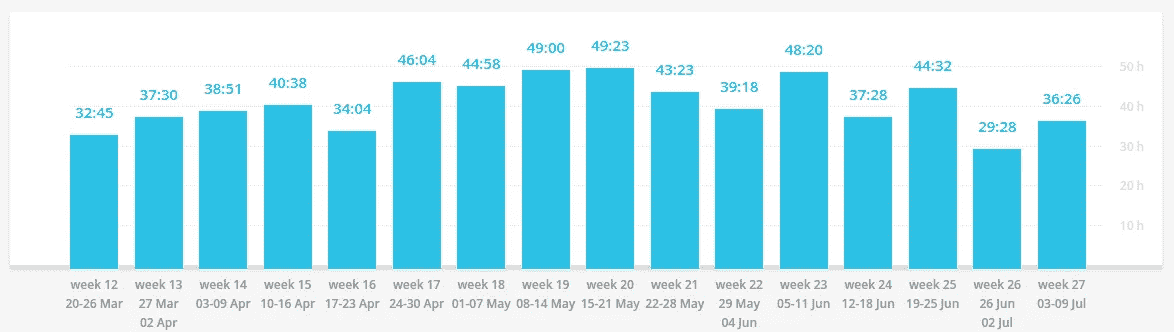 32:45
37:30
38:51
40:38
34:04
46:04
44:58
49:00
49:23
43:23
39:18
48:20
37:28
44:32
29:28
36:26
50 h
40 h
30 h
20 h
10 h
week 12
20-26 Mar
week 13
27 Mar
02 Apr
week 14
03-09 Apr
week 15
10-16 Apr
week 16
17-23 Apr
week 17
24-30 Apr
week 18
01-07 May
week 19
08-14 May
week 20
15-21 May
week 21
22-28 May
week 22
29 May
04 Jun
week 23
05-11 Jun
week 24
12-18 Jun
week 25
19-25 Jun
week 26
26 Jun
02 Jul
week 27
03-09 Jul